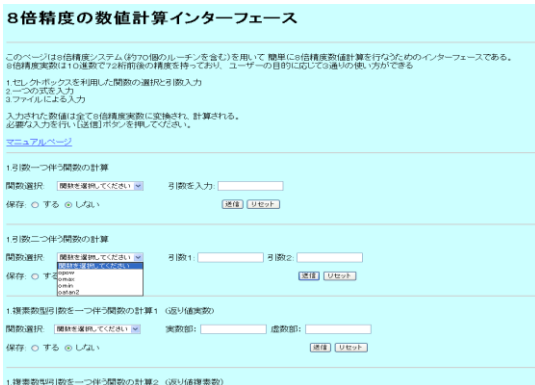 8倍精度の数値計算インターフェース
このページは8倍精度システム(約70個のルーチンを含む)を用いて 簡単に8倍精度数値計算を行なうためのインターフェースである。
8倍精度実数は10進数で72桁前後の精度を持っており、ユーザーの目的に応じて3通りの使い方ができる
1.セレクトボックスを利用した関数の選択と引数入力
2.一つの式を入力
3.ファイルによる入力
入力された数値は全て8倍精度実数に変換され、計算される。
必要な入力を行い[送信]ボタンを押してください。
マニュアルページ
1.引数一つ伴う関数の計算
関数選択: 関数を選択してください 引数を入力:
保存: する しない 送信 リセット
1.引数二つ伴う関数の計算
関数選択: 関数を選択してください 引数1: 引数2:
関数を選択してください
opow
omax
omin
oatan2
保存: する 送信 リセット
1.複素数型引数を一つ伴う関数の計算1 (返り値実数)
関数選択: 関数を選択してください 実数部: 虚数部:
保存: する しない 送信 リセット
1.複素数型引数を一つ伴う関数の計算2 (返り値複素数)